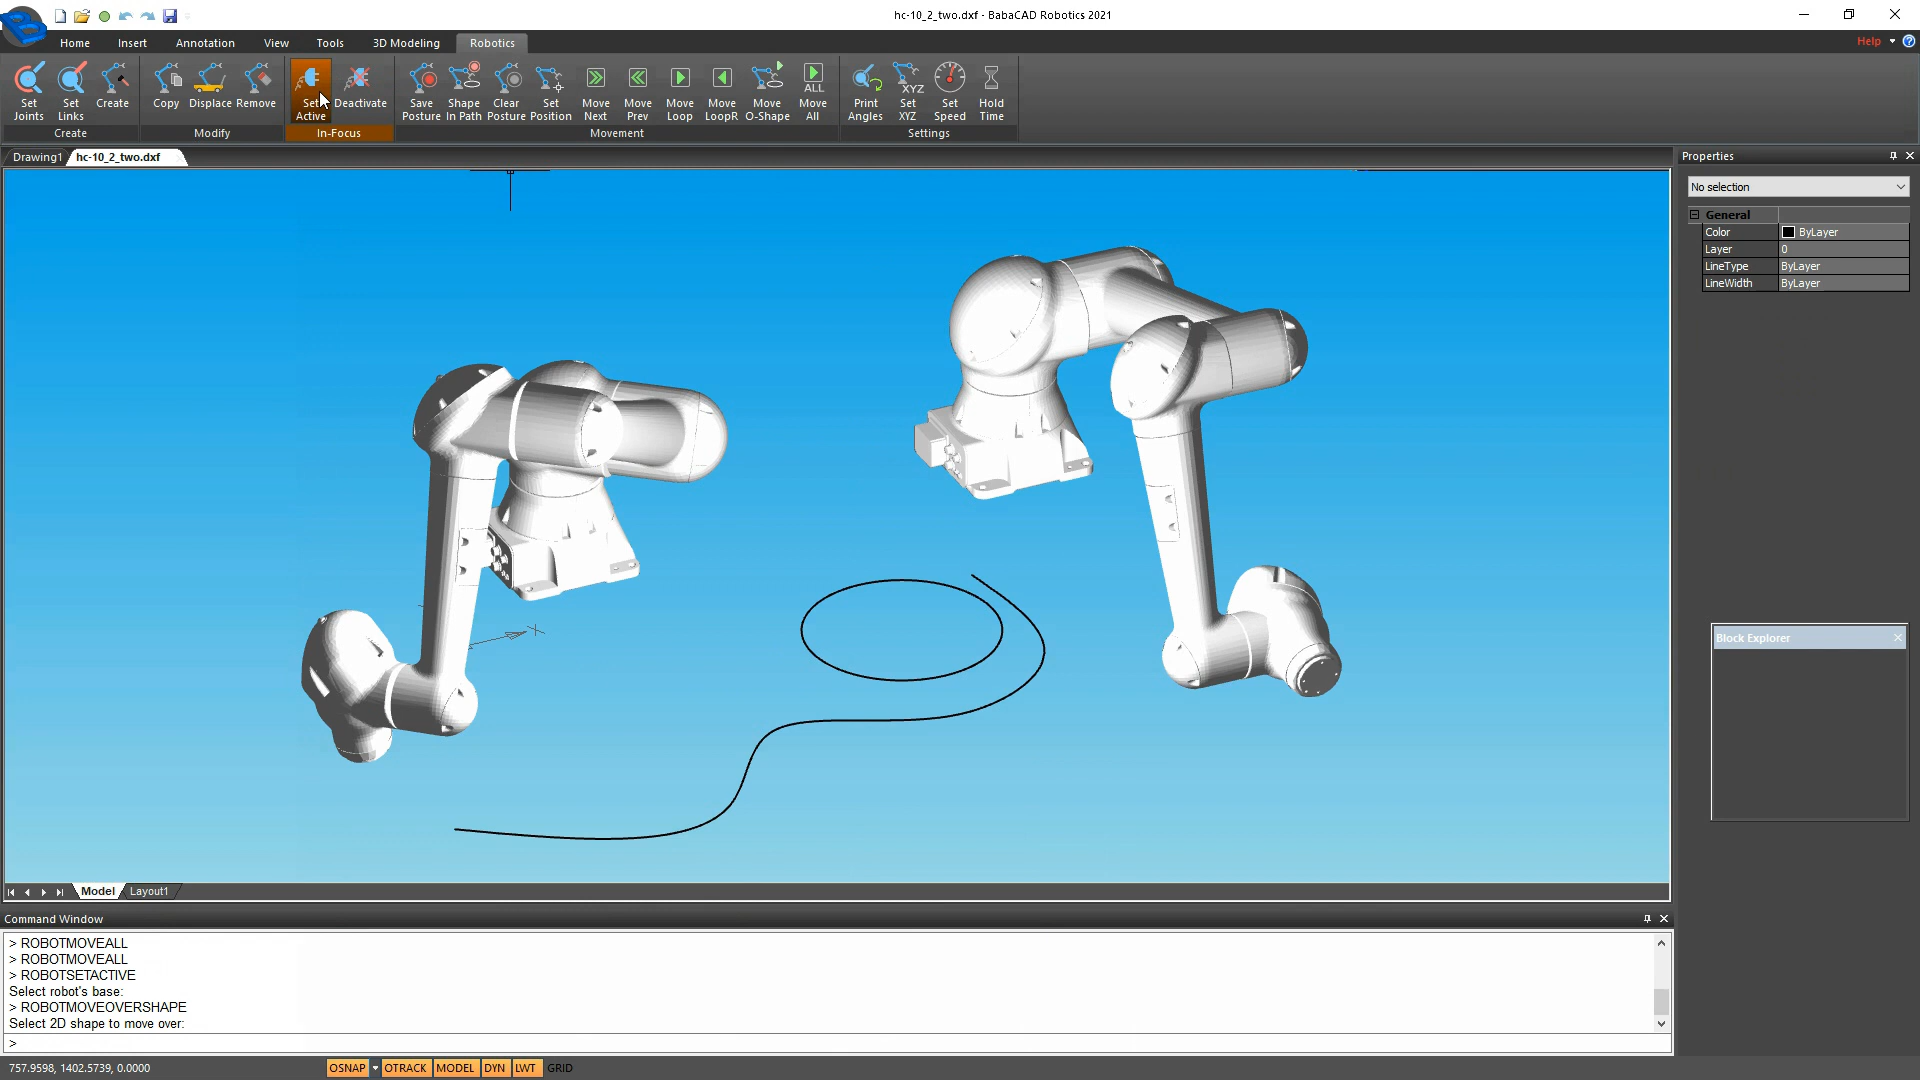 hc-10_2_two.dxf - BabaCAD Robotics 2021
Home Insert Annotation View Tools 3D Modeling Robotics
Help
Set Joints
Set Links
Create
Copy
Displace
Remove
Set Active
Deactivate
Save Posture
Shape In Path
Clear Posture
Set Position
Move Next
Move Prev
Move Loop
Move LoopR
Move O-Shape
ALL
Move All
Print Angles
XYZ
Set XYZ
Set Speed
Hold Time
Create
Modify
In-Focus
Movement
Settings
Drawing1
hc-10_2_two.dxf
Properties
No selection
General
Color ByLayer
Layer 0
LineType ByLayer
LineWidth ByLayer
Block Explorer
Model
Layout1
Command Window
> ROBOTMOVEALL
> ROBOTMOVEALL
> ROBOTSETACTIVE
Select robot's base:
> ROBOTMOVEOVERSHAPE
Select 2D shape to move over:
>
757.9598, 1402.5739, 0.0000
OSNAP OTRACK MODEL DYN LWT GRID